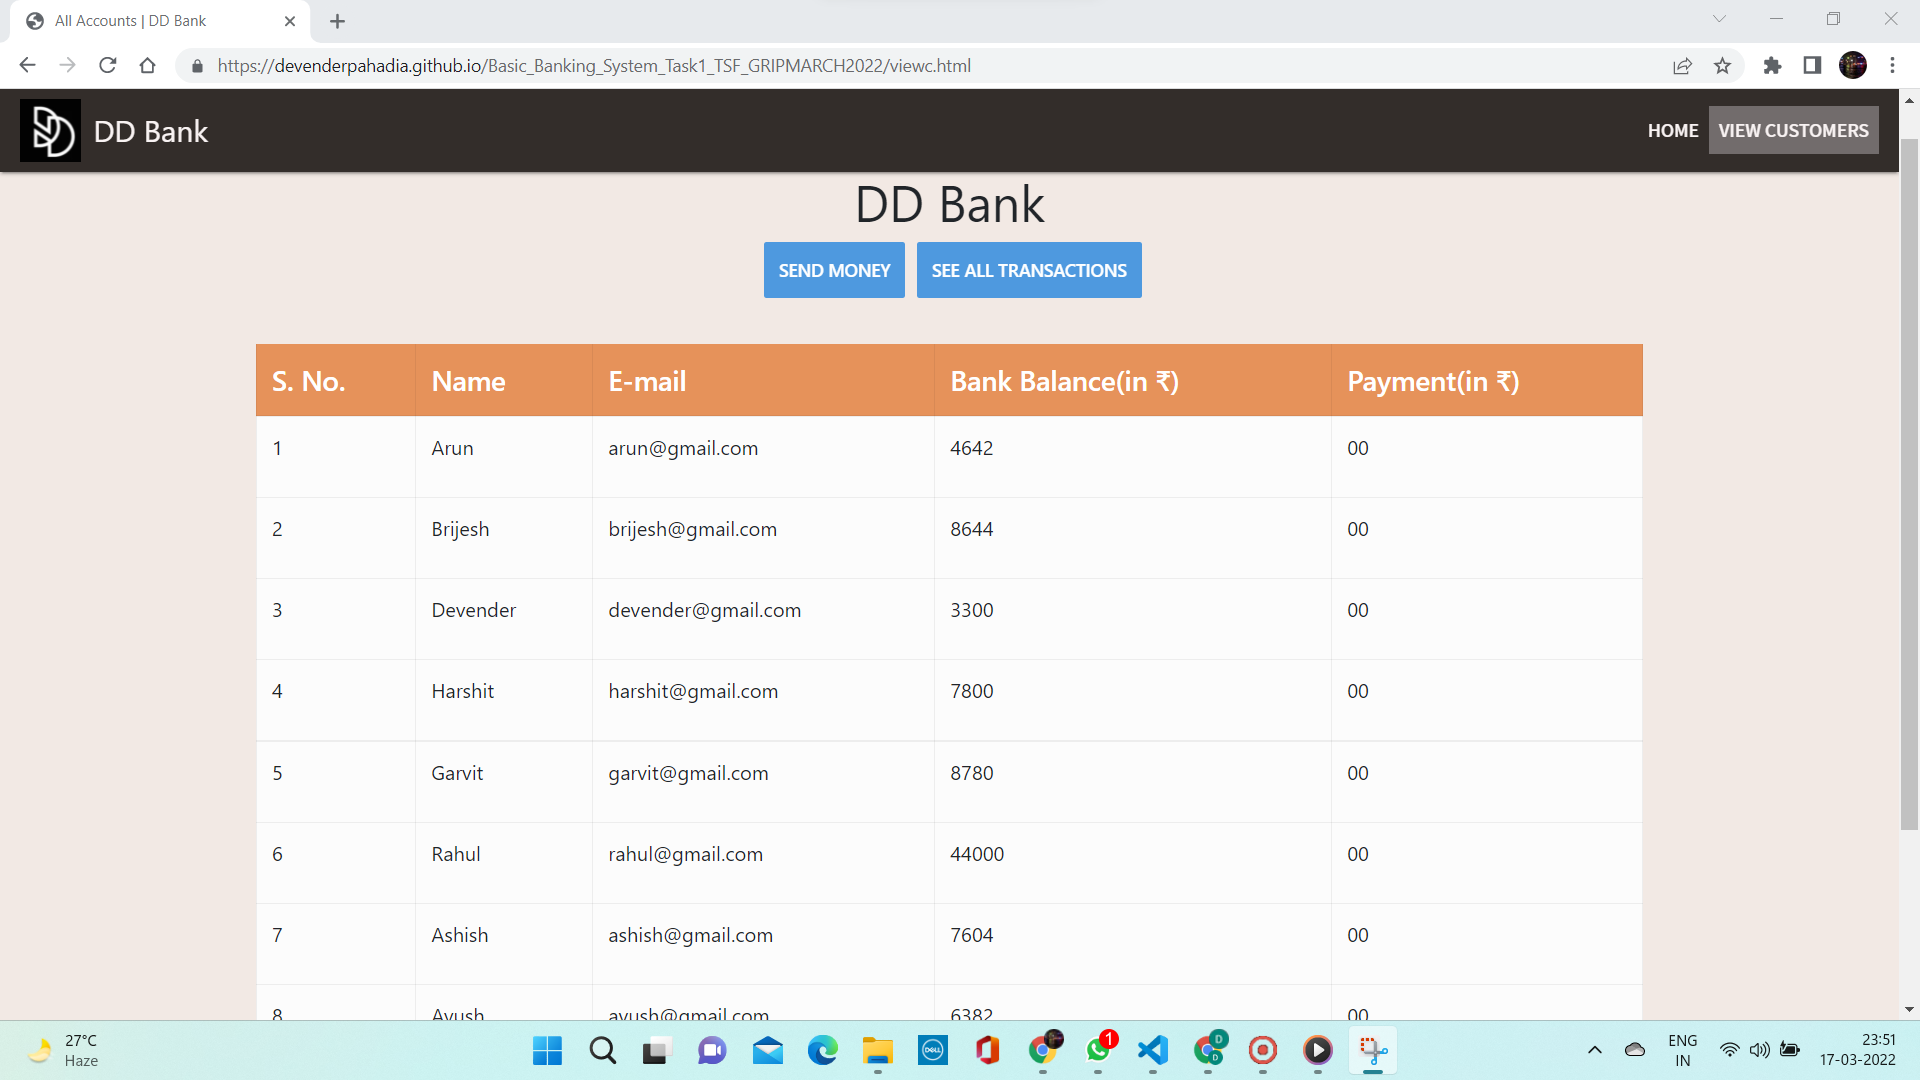 All Accounts | DD Bank
https://devenderpahadia.github.io/Basic_Banking_System_Task1_TSF_GRIPMARCH2022/viewc.html
DD Bank HOME VIEW CUSTOMERS
DD Bank
SEND MONEY SEE ALL TRANSACTIONS
S. No. Name E-mail Bank Balance(in ₹) Payment(in ₹)
1 Arun arun@gmail.com 4642 00
2 Brijesh brijesh@gmail.com 8644 00
3 Devender devender@gmail.com 3300 00
4 Harshit harshit@gmail.com 7800 00
5 Garvit garvit@gmail.com 8780 00
6 Rahul rahul@gmail.com 44000 00
7 Ashish ashish@gmail.com 7604 00
8 Ayush ayush@gmail.com 6382 00
27°C
Haze
DELL
1
D
D
ENG
IN
23:51
17-03-2022